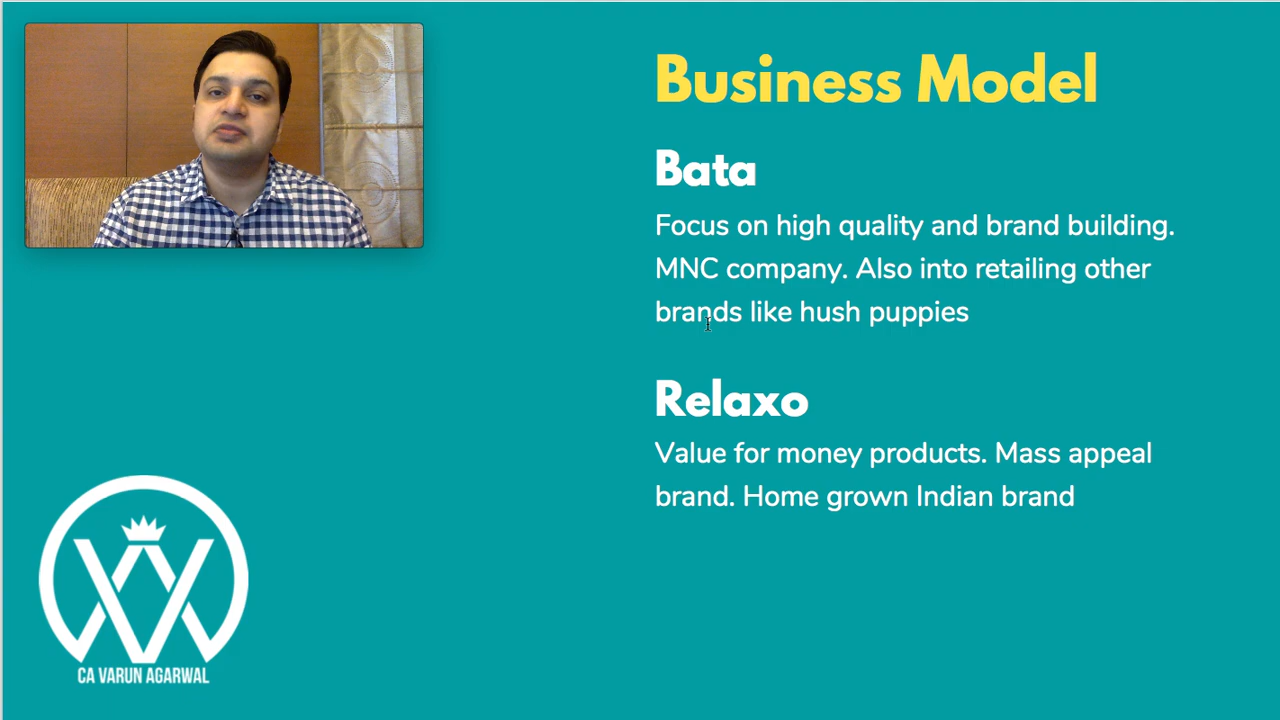 Business Model
Bata
Focus on high quality and brand building.
MNC company. Also into retailing other
brands like hush puppies
Relaxo
Value for money products. Mass appeal
brand. Home grown Indian brand
CA VARUN AGARWAL